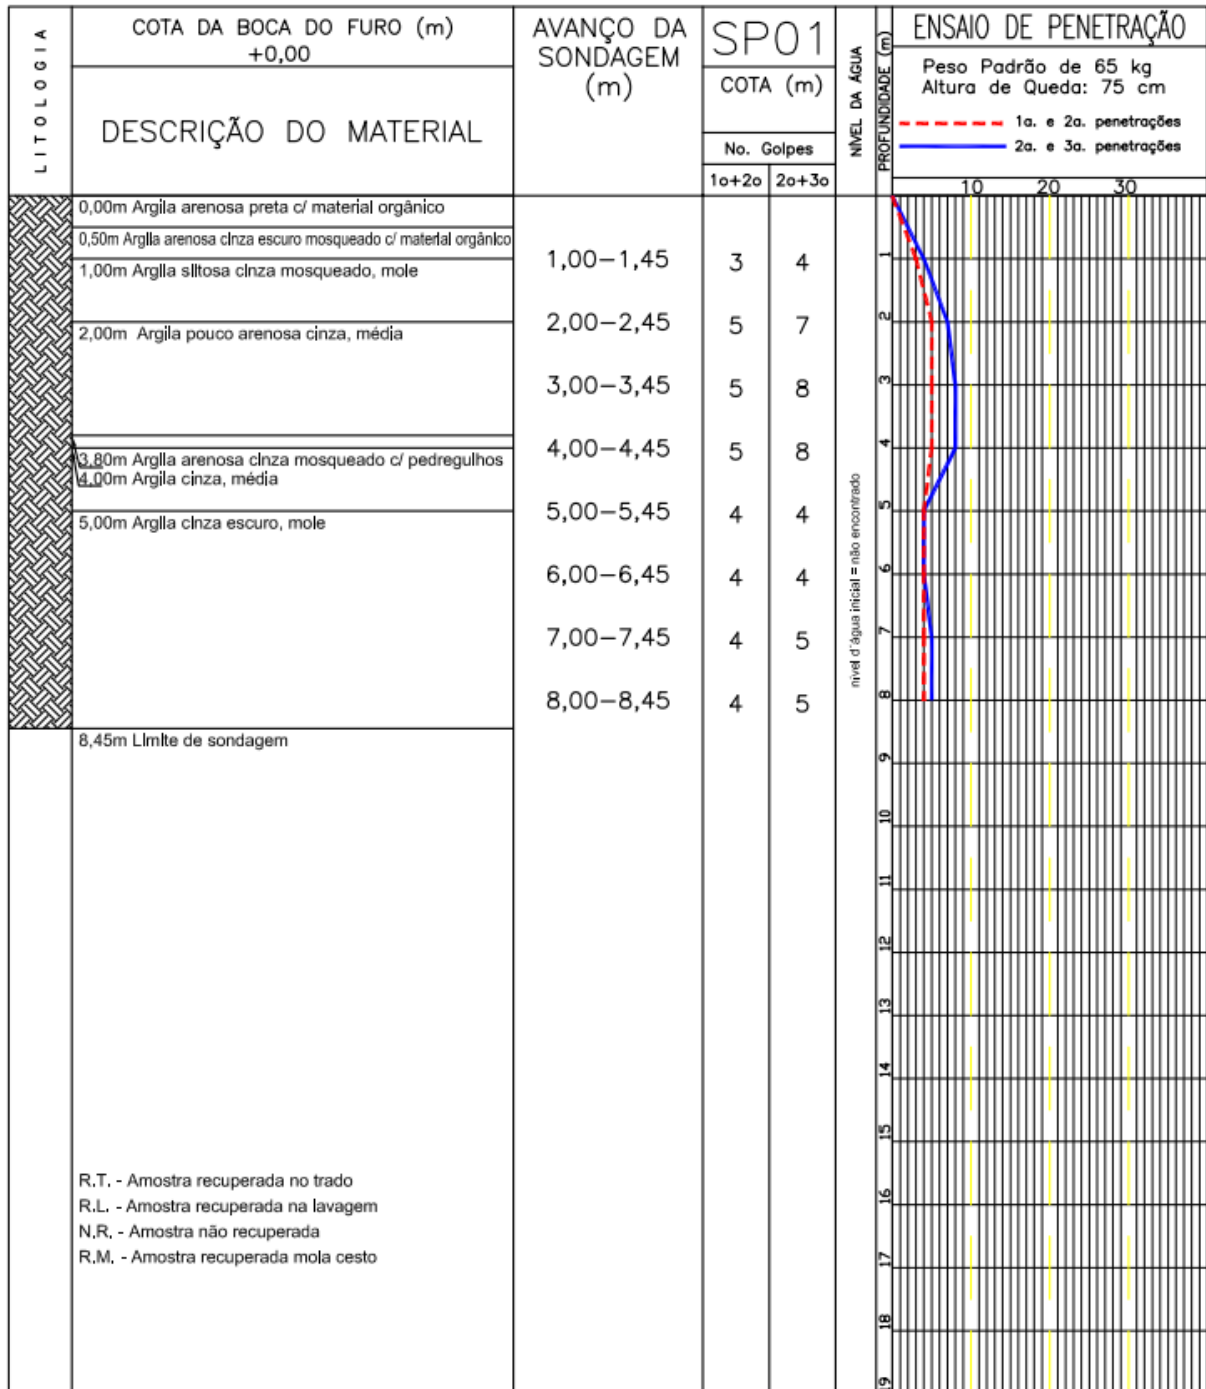 LITOLOGIA
COTA DA BOCA DO FURO (m)
+0,00
DESCRIÇÃO DO MATERIAL
AVANÇO DA
SONDAGEM
(m)
SP01
COTA (m)
No. Golpes
1o+2o 2o+3o
NÍVEL DA ÁGUA
PROFUNDIDADE (m)
ENSAIO DE PENETRAÇÃO
Peso Padrão de 65 kg
Altura de Queda: 75 cm
1a. e 2a. penetrações
2a. e 3a. penetrações
10 20 30
0,00m Argila arenosa preta c/ material orgânico
0,50m Argila arenosa cinza escuro mosqueado c/ material orgânico
1,00m Argila siltosa cinza mosqueado, mole
2,00m Argila pouco arenosa cinza, média
3,80m Argila arenosa cinza mosqueado c/ pedregulhos
4,00m Argila cinza, média
5,00m Argila cinza escuro, mole
8,45m Limite de sondagem
1,00-1,45 3 4
2,00-2,45 5 7
3,00-3,45 5 8
4,00-4,45 5 8
5,00-5,45 4 4
6,00-6,45 4 4
7,00-7,45 4 5
8,00-8,45 4 5
nível d'água inicial = não encontrado
1
2
3
4
5
6
7
8
9
10
11
12
13
14
15
16
17
18
19
R.T. - Amostra recuperada no trado
R.L. - Amostra recuperada na lavagem
N.R. - Amostra não recuperada
R.M. - Amostra recuperada mola cesto